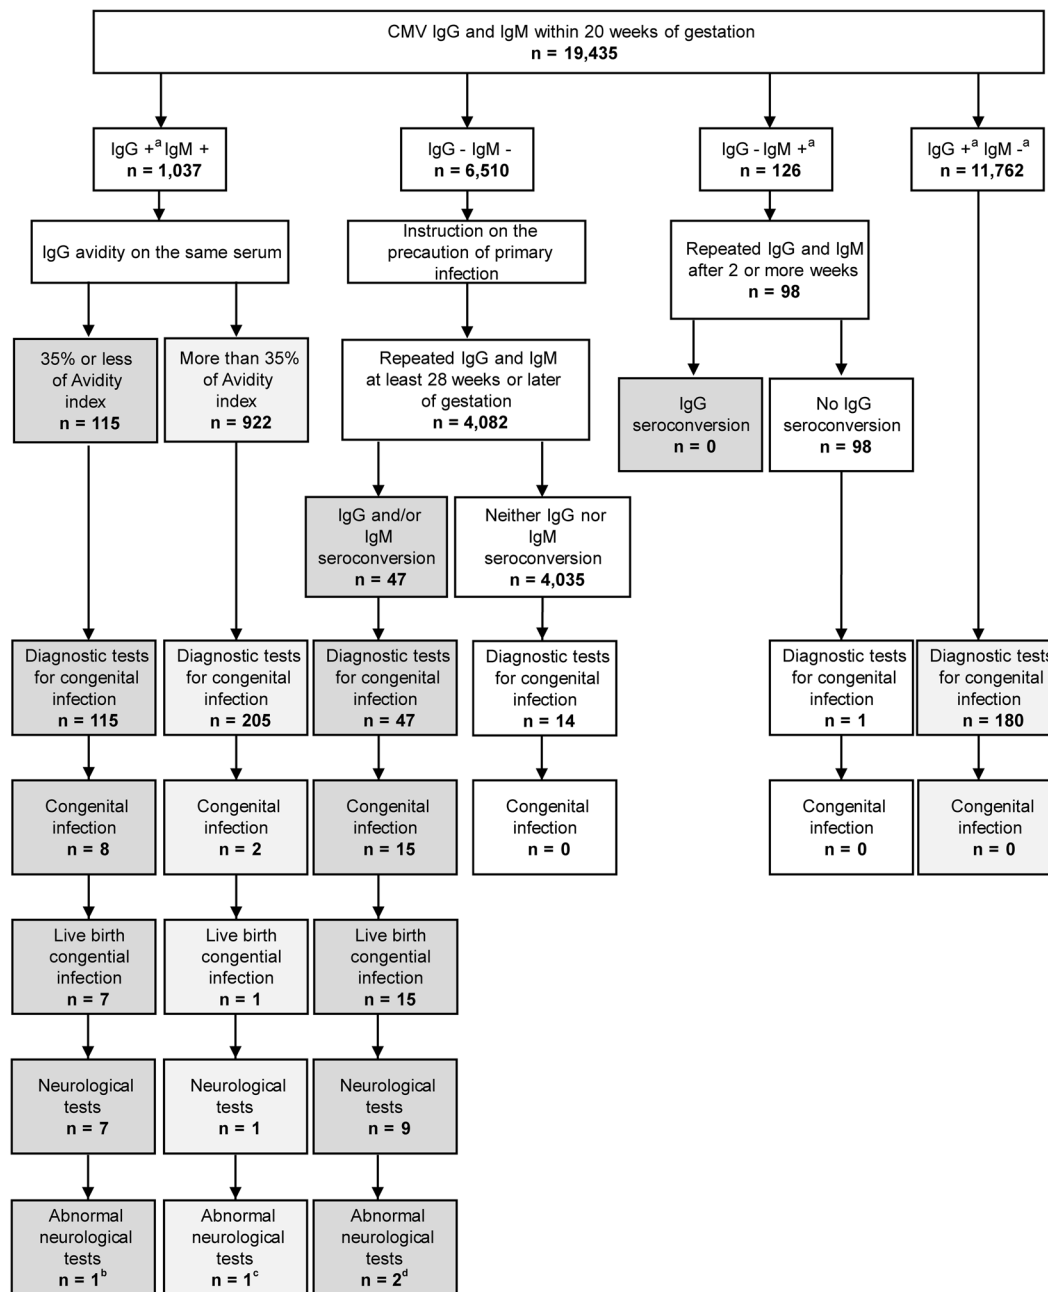 CMV IgG and IgM within 20 weeks of gestation
n = 19,435
IgG +a IgM +
n = 1,037
IgG - IgM -
n = 6,510
IgG - IgM +a
n = 126
IgG +a IgM -a
n = 11,762
IgG avidity on the same serum
Instruction on the
precaution of primary
infection
Repeated IgG and IgM
after 2 or more weeks
n = 98
35% or less
of Avidity
index
n = 115
More than 35%
of Avidity
index
n = 922
Repeated IgG and IgM
at least 28 weeks or later
of gestation
n = 4,082
IgG
seroconversion
n = 0
No IgG
seroconversion
n = 98
IgG and/or
IgM
seroconversion
n = 47
Neither IgG nor
IgM
seroconversion
n = 4,035
Diagnostic tests
for congenital
infection
n = 115
Diagnostic tests
for congenital
infection
n = 205
Diagnostic tests
for congenital
infection
n = 47
Diagnostic tests
for congenital
infection
n = 14
Diagnostic tests
for congenital
infection
n = 1
Diagnostic tests
for congenital
infection
n = 180
Congenital
infection
n = 8
Congenital
infection
n = 2
Congenital
infection
n = 15
Congenital
infection
n = 0
Congenital
infection
n = 0
Congenital
infection
n = 0
Live birth
congential
infection
n = 7
Live birth
congential
infection
n = 1
Live birth
congential
infection
n = 15
Neurological
tests
n = 7
Neurological
tests
n = 1
Neurological
tests
n = 9
Abnormal
neurological
tests
n = 1b
Abnormal
neurological
tests
n = 1c
Abnormal
neurological
tests
n = 2d